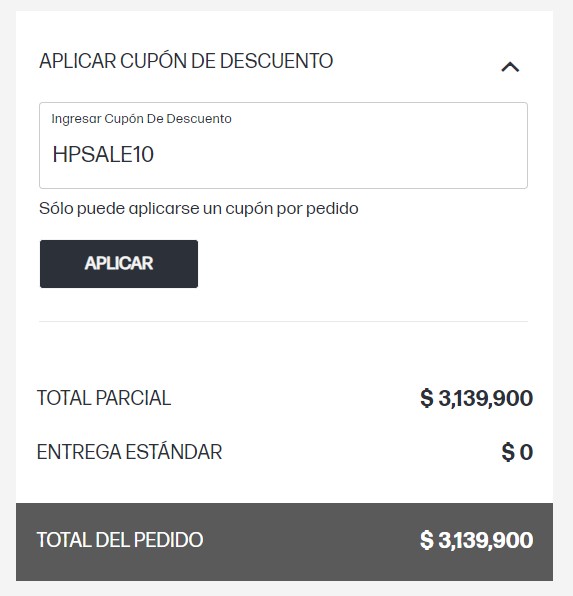 APLICAR CUPÓN DE DESCUENTO
Ingresar Cupón De Descuento
HPSALE10
Sólo puede aplicarse un cupón por pedido
APLICAR
TOTAL PARCIAL $ 3,139,900
ENTREGA ESTÁNDAR $ 0
TOTAL DEL PEDIDO $ 3,139,900